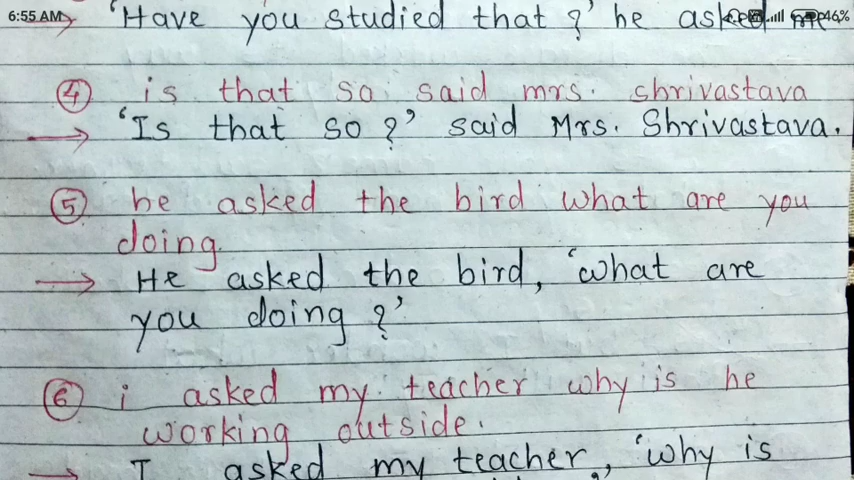 6:55 AM 46%
→ 'Have you studied that ?' he asked me.
④ is that so said mrs. shrivastava
→ 'Is that so ?' said Mrs. Shrivastava.
⑤ he asked the bird what are you
doing.
→ He asked the bird, 'what are
you doing ?'
⑥ i asked my teacher why is he
working outside.
→ I asked my teacher, 'why is